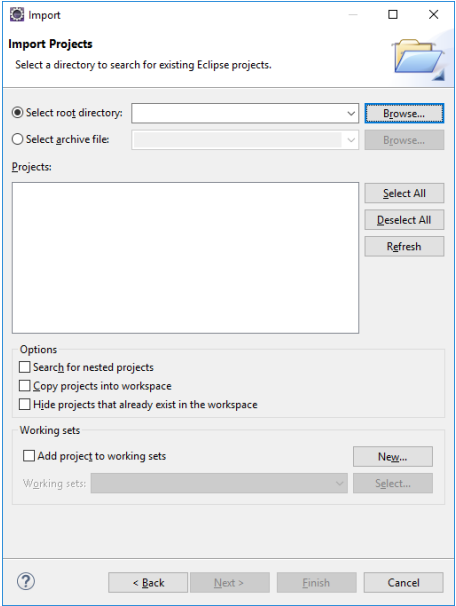 Import
Import Projects
Select a directory to search for existing Eclipse projects.
Select root directory:
Browse...
Select archive file:
Browse...
Projects:
Select All
Deselect All
Refresh
Options
Search for nested projects
Copy projects into workspace
Hide projects that already exist in the workspace
Working sets
Add project to working sets
New...
Working sets:
Select...
?
< Back
Next >
Finish
Cancel